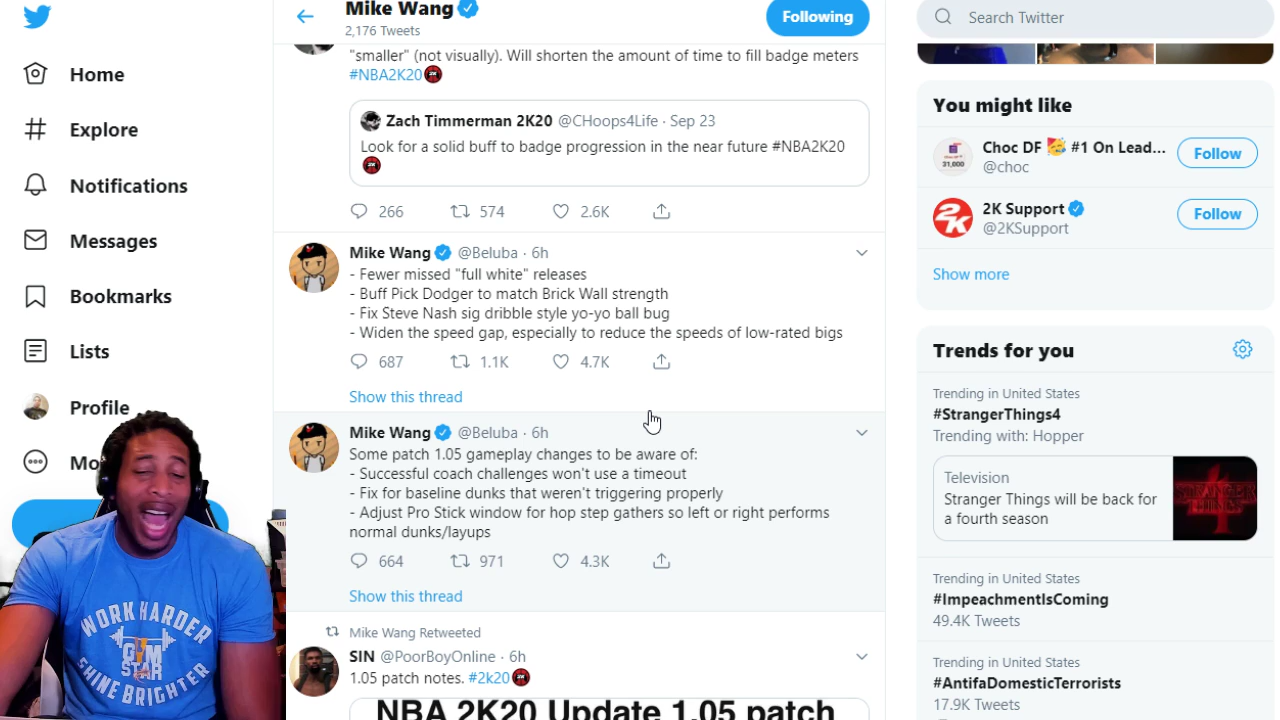 Mike Wang
2,176 Tweets
Following
Search Twitter
Home
Explore
Notifications
Messages
Bookmarks
Lists
Profile
Mo
"smaller" (not visually). Will shorten the amount of time to fill badge meters
#NBA2K20
Zach Timmerman 2K20 @CHoops4Life · Sep 23
Look for a solid buff to badge progression in the near future #NBA2K20
266 574 2.6K
Mike Wang @Beluba · 6h
- Fewer missed "full white" releases
- Buff Pick Dodger to match Brick Wall strength
- Fix Steve Nash sig dribble style yo-yo ball bug
- Widen the speed gap, especially to reduce the speeds of low-rated bigs
687 1.1K 4.7K
Show this thread
Mike Wang @Beluba · 6h
Some patch 1.05 gameplay changes to be aware of:
- Successful coach challenges won't use a timeout
- Fix for baseline dunks that weren't triggering properly
- Adjust Pro Stick window for hop step gathers so left or right performs
normal dunks/layups
664 971 4.3K
Show this thread
Mike Wang Retweeted
SIN @PoorBoyOnline · 6h
1.05 patch notes. #2k20
NBA 2K20 Update 1.05 patch
You might like
Choc DF #1 On Lead...
@choc
Follow
31,000
2K Support
@2KSupport
Follow
2K
Show more
Trends for you
Trending in United States
#StrangerThings4
Trending with: Hopper
Television
Stranger Things will be back for
a fourth season
Trending in United States
#ImpeachmentIsComing
49.4K Tweets
Trending in United States
#AntifaDomesticTerrorists
17.9K Tweets
WORK HARDER
GYM
STAR
SHINE BRIGHTER